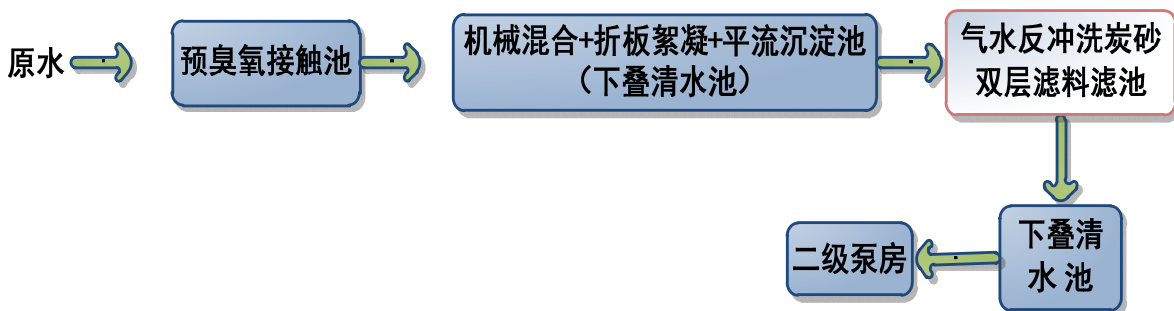 原水
预臭氧接触池
机械混合+折板絮凝+平流沉淀池
（下叠清水池）
气水反冲洗炭砂
双层滤料滤池
下叠清
水 池
二级泵房